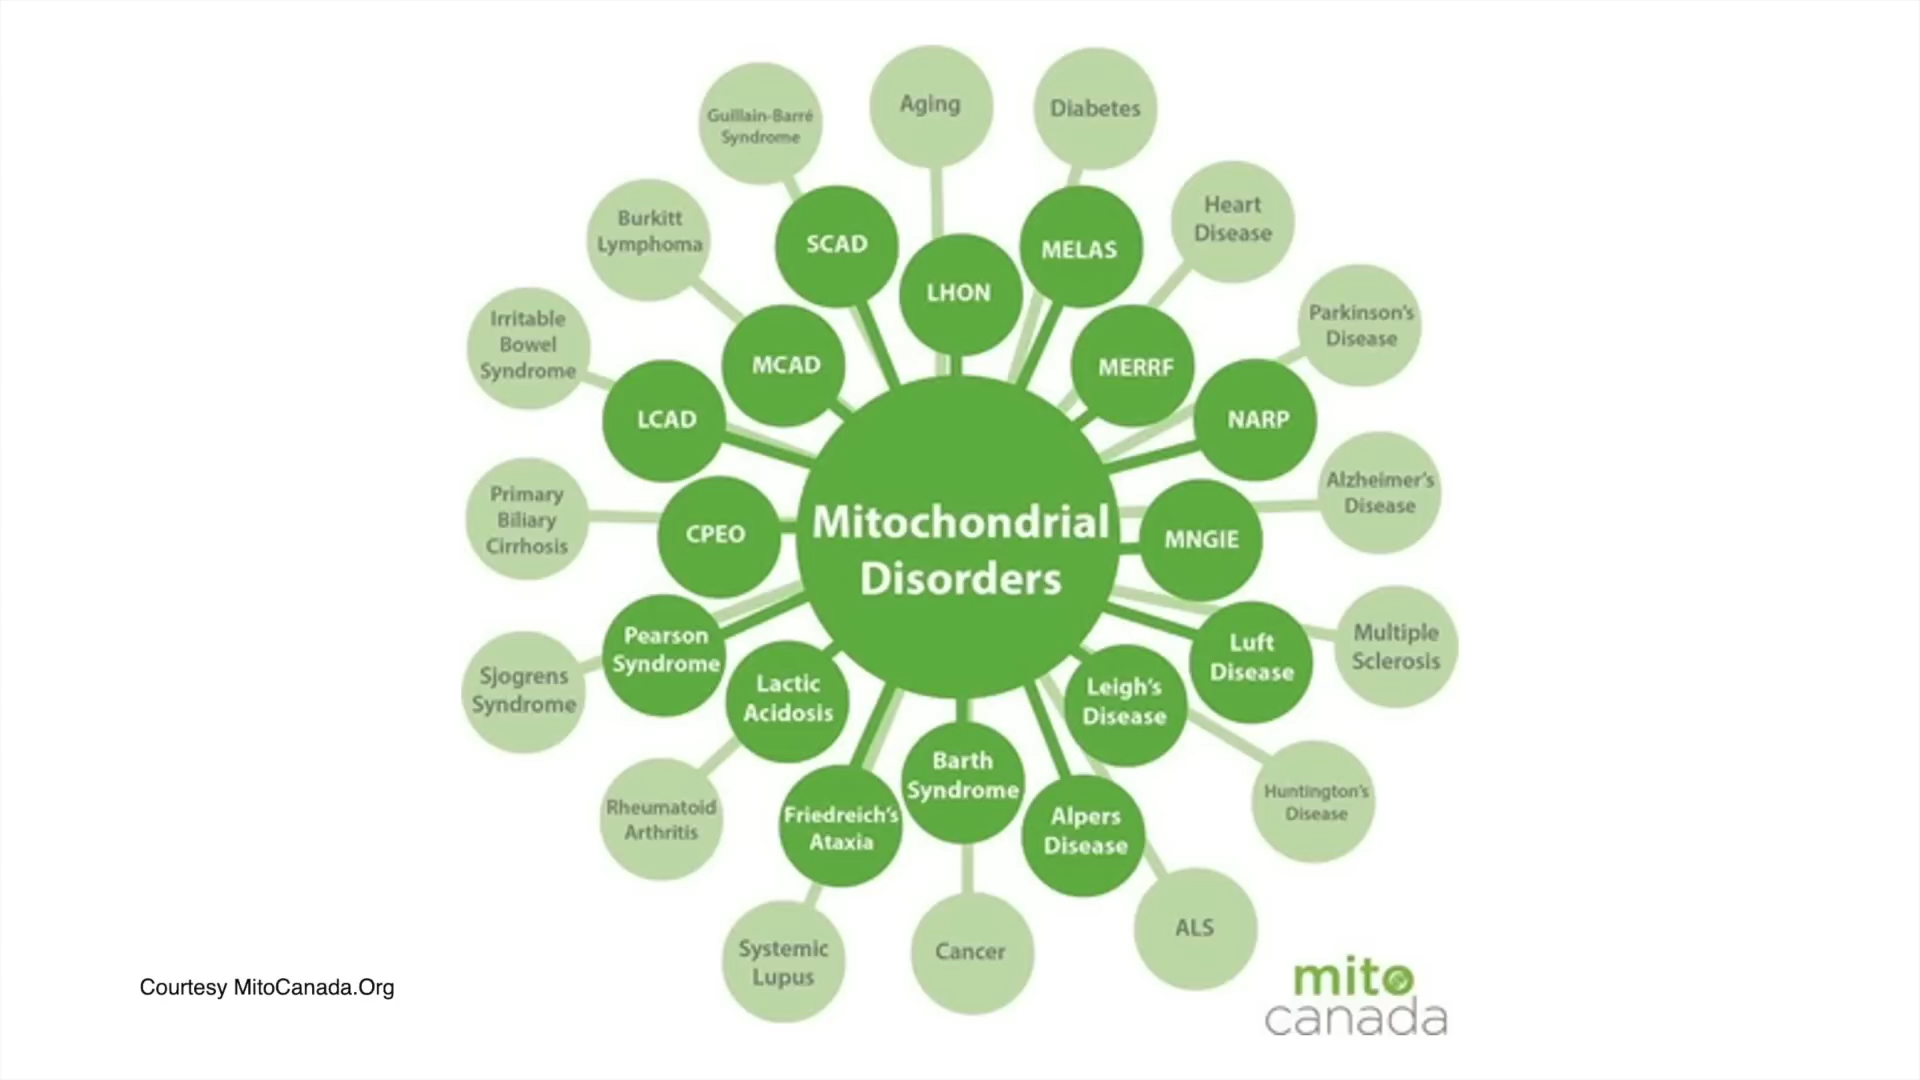 Aging
Diabetes
Guillain-Barré
Syndrome
Heart
Disease
Burkitt
Lymphoma
SCAD
MELAS
LHON
Parkinson's
Disease
Irritable
Bowel
Syndrome
MCAD
MERRF
LCAD
NARP
Alzheimer's
Disease
Primary
Biliary
Cirrhosis
CPEO
Mitochondrial
Disorders
MNGIE
Multiple
Sclerosis
Pearson
Syndrome
Luft
Disease
Sjogrens
Syndrome
Lactic
Acidosis
Leigh's
Disease
Barth
Syndrome
Huntington's
Disease
Rheumatoid
Arthritis
Friedreich's
Ataxia
Alpers
Disease
ALS
Systemic
Lupus
Cancer
Courtesy MitoCanada.Org
mito
canada